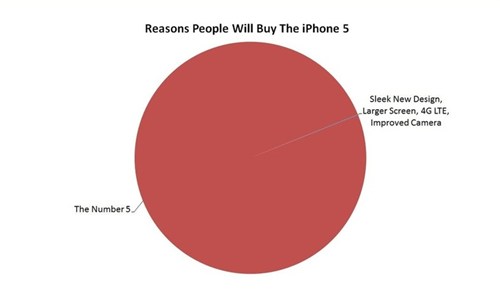 Reasons People Will Buy The iPhone 5
Sleek New Design,
Larger Screen, 4G LTE,
Improved Camera
The Number 5